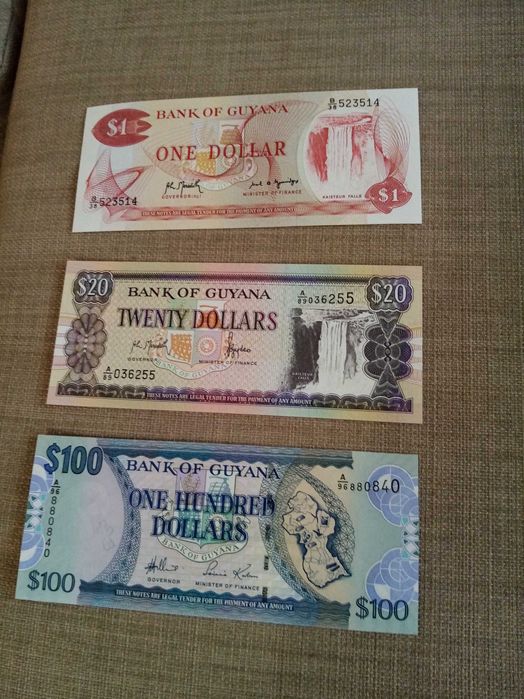 BANK OF GUYANA
B/38 523514
$1
ONE DOLLAR
GOVERNOR
MINISTER OF FINANCE
KAIETEUR FALLS
B/38 523514
$1
THESE NOTES ARE LEGAL TENDER FOR THE PAYMENT OF ANY AMOUNT
$20
BANK OF GUYANA
A/89 036255
$20
TWENTY DOLLARS
GOVERNOR
MINISTER OF FINANCE
KAIETEUR
FALLS
A/89 036255
THESE NOTES ARE LEGAL TENDER FOR THE PAYMENT OF ANY AMOUNT
$100
BANK OF GUYANA
A/96 880840
A/96 880840
ONE HUNDRED
DOLLARS
BANK OF GUYANA
GOVERNOR
MINISTER OF FINANCE
$100
THESE NOTES ARE LEGAL TENDER FOR THE PAYMENT OF ANY AMOUNT
$100